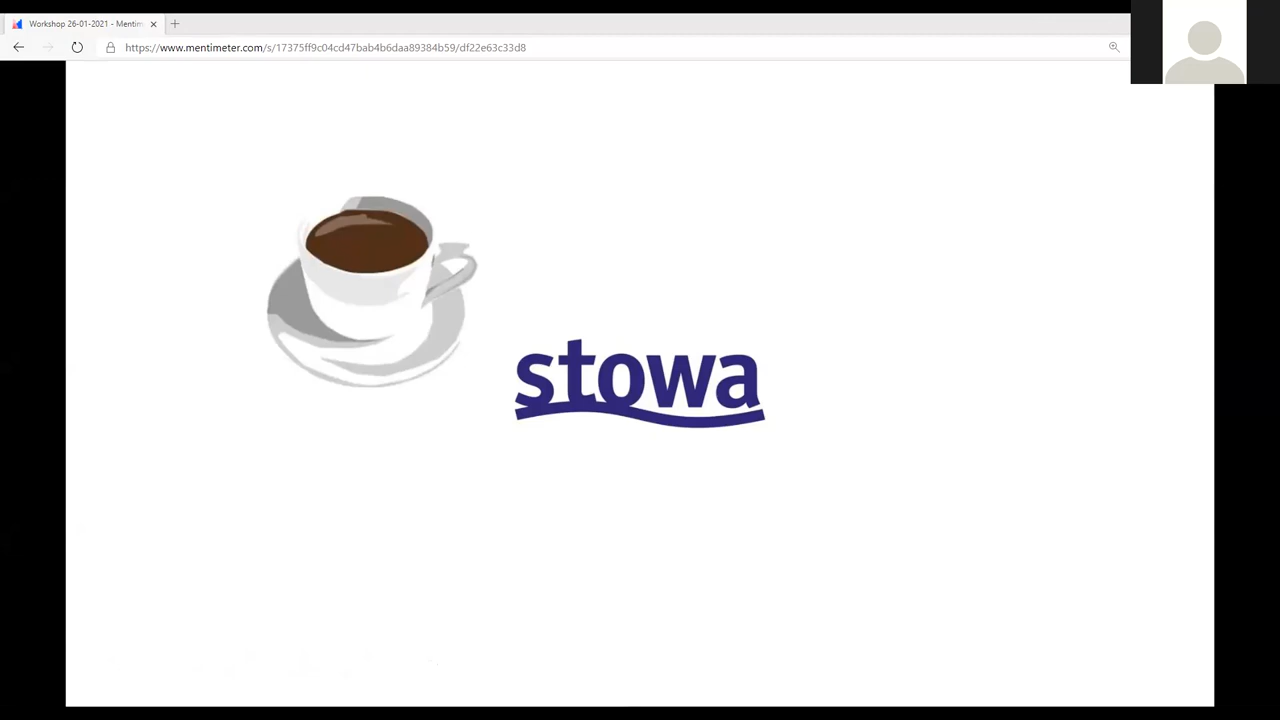 Workshop 26-01-2021 - Mentim
https://www.mentimeter.com/s/17375ff9c04cd47bab4b6daa89384b59/df22e63c33d8
stowa